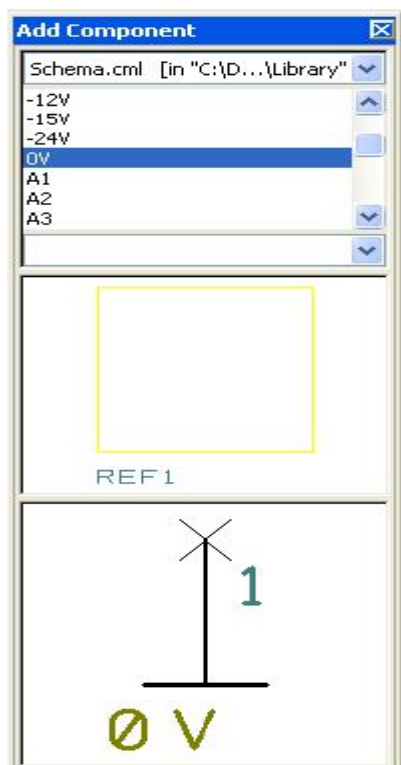 Add Component
Schema.cml [in "C:\D...\Library"
-12V
-15V
-24V
0V
A1
A2
A3
REF1
1
0 V